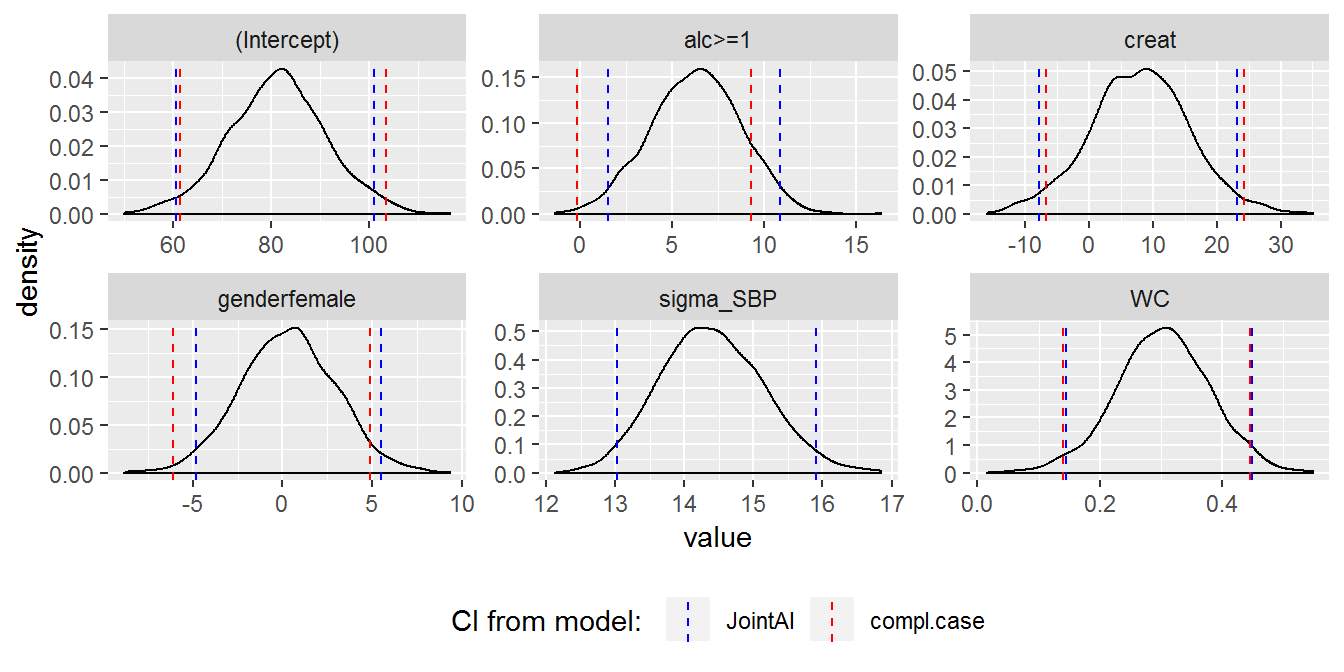 (Intercept) alc>=1 creat
0.04 0.15 0.05
0.03 0.10 0.04
0.02 0.05 0.03
0.01 0.00 0.02
0.00 0.01
0.00
60 80 100 0 5 10 15 -10 0 10 20 30
density
genderfemale sigma_SBP WC
0.15 0.5 5
0.10 0.4 4
0.05 0.3 3
0.00 0.2 2
0.1 1
0.0 0
-5 0 5 10 12 13 14 15 16 17 0.0 0.2 0.4
value
CI from model: JointAI compl.case